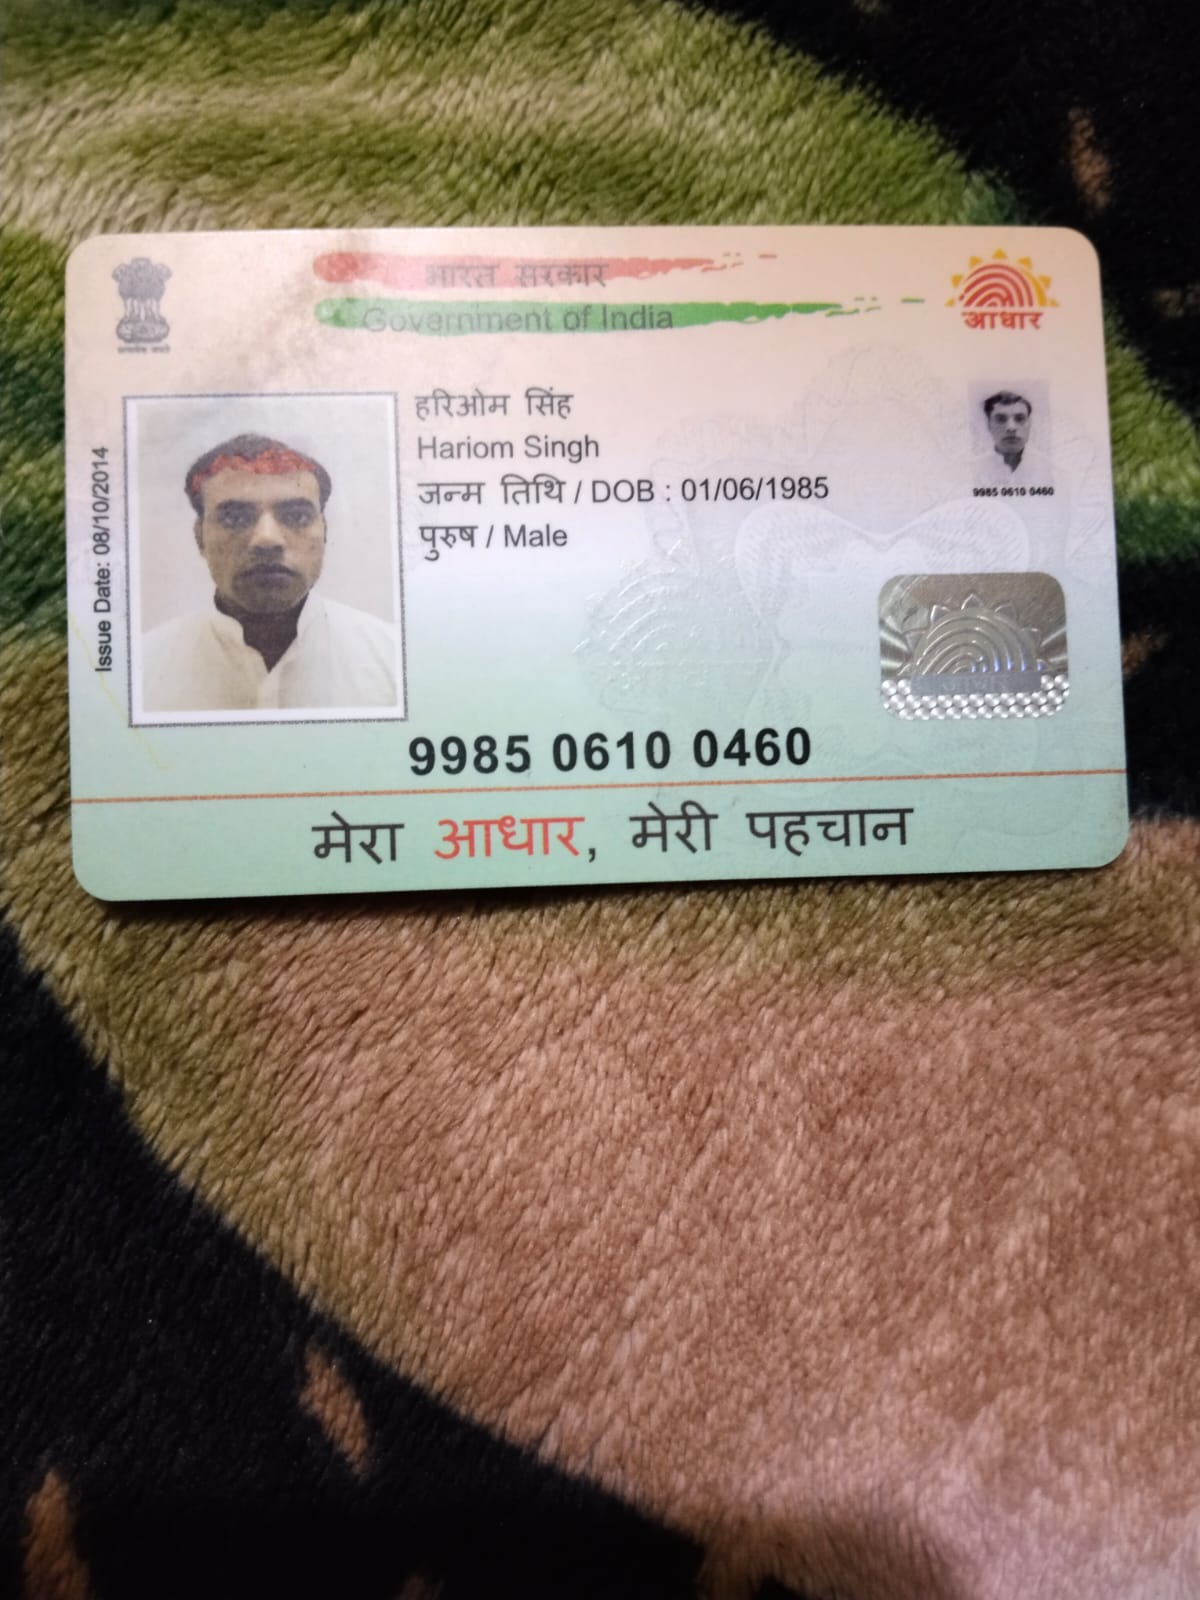 भारत सरकार
Government of India
आधार
हरिओम सिंह
Hariom Singh
जन्म तिथि / DOB : 01/06/1985
पुरुष / Male
Issue Date: 08/10/2014
9985 0610 0460
9985 0610 0460
मेरा आधार, मेरी पहचान